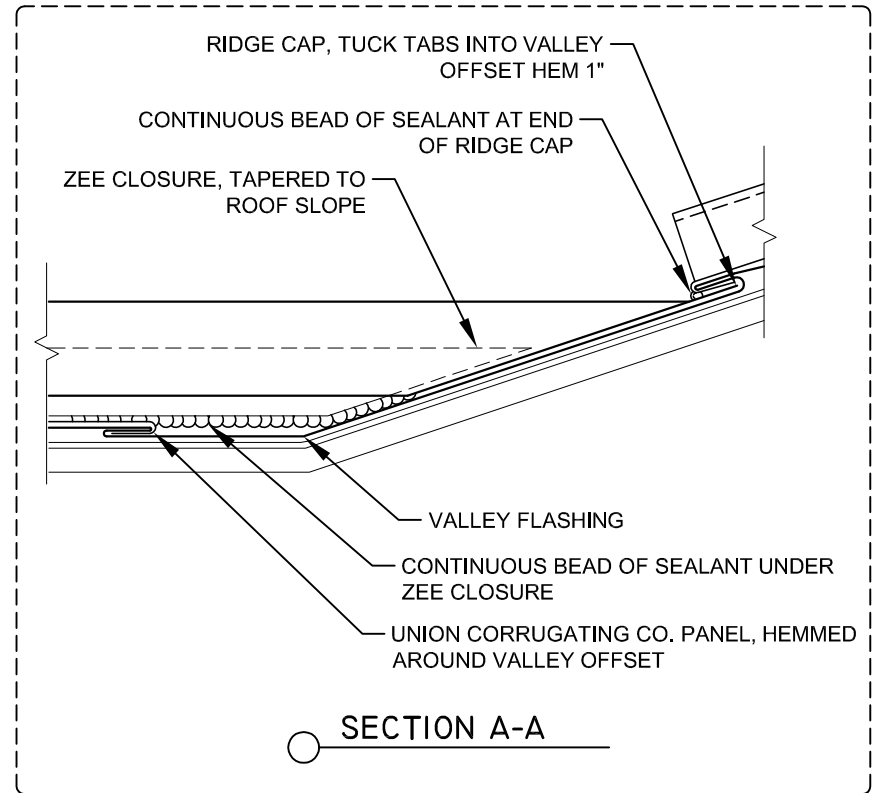 RIDGE CAP, TUCK TABS INTO VALLEY
OFFSET HEM 1"
CONTINUOUS BEAD OF SEALANT AT END
OF RIDGE CAP
ZEE CLOSURE, TAPERED TO
ROOF SLOPE
VALLEY FLASHING
CONTINUOUS BEAD OF SEALANT UNDER
ZEE CLOSURE
UNION CORRUGATING CO. PANEL, HEMMED
AROUND VALLEY OFFSET
SECTION A-A